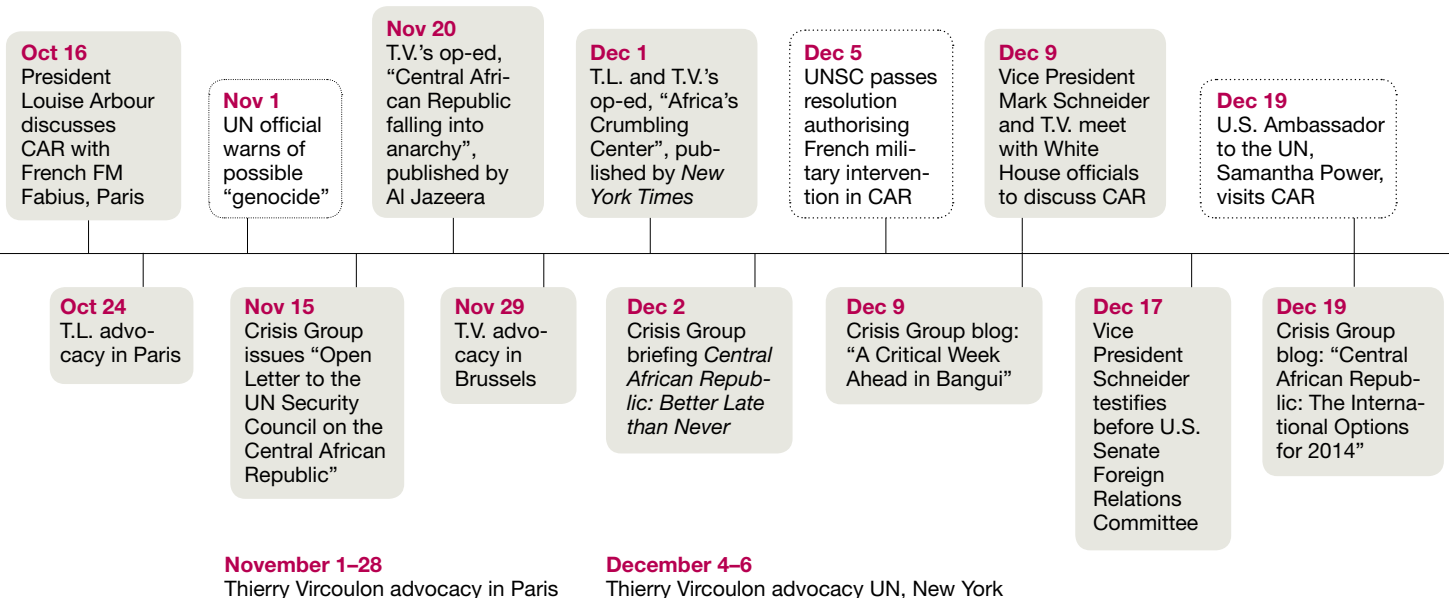 Oct 16
President
Louise Arbour
discusses
CAR with
French FM
Fabius, Paris
Nov 1
UN official
warns of
possible
“genocide”
Nov 20
T.V.’s op-ed,
“Central Afri-
can Republic
falling into
anarchy”,
published by
Al Jazeera
Dec 1
T.L. and T.V.’s
op-ed, “Africa’s
Crumbling
Center”, pub-
lished by New
York Times
Dec 5
UNSC passes
resolution
authorising
French mili-
tary interven-
tion in CAR
Dec 9
Vice President
Mark Schneider
and T.V. meet
with White
House officials
to discuss CAR
Dec 19
U.S. Ambassador
to the UN,
Samantha Power,
visits CAR
Oct 24
T.L. advo-
cacy in Paris
Nov 15
Crisis Group
issues “Open
Letter to the
UN Security
Council on the
Central African
Republic”
Nov 29
T.V. advo-
cacy in
Brussels
Dec 2
Crisis Group
briefing Central
African Repub-
lic: Better Late
than Never
Dec 9
Crisis Group blog:
“A Critical Week
Ahead in Bangui”
Dec 17
Vice
President
Schneider
testifies
before U.S.
Senate
Foreign
Relations
Committee
Dec 19
Crisis Group
blog: “Central
African Repub-
lic: The Interna-
tional Options
for 2014”
November 1–28
Thierry Vircoulon advocacy in Paris
December 4–6
Thierry Vircoulon advocacy UN, New York